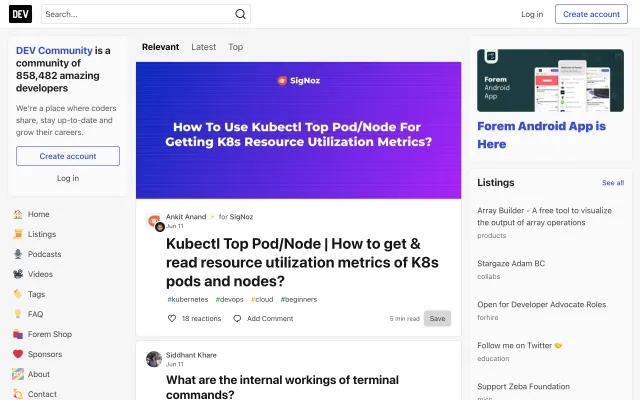 DEV
Search...
Log in
Create account
DEV Community is a
community of
858,482 amazing
developers
We're a place where coders
share, stay up-to-date and
grow their careers.
Create account
Log in
Home
Listings
Podcasts
Videos
Tags
FAQ
Forem Shop
Sponsors
About
Contact
Relevant
Latest
Top
SigNoz
How To Use Kubectl Top Pod/Node For
Getting K8s Resource Utilization Metrics?
Ankit Anand ⚡ for SigNoz
Jun 11
Kubectl Top Pod/Node | How to get &
read resource utilization metrics of K8s
pods and nodes?
#kubernetes #devops #cloud #beginners
18 reactions
Add Comment
5 min read
Save
Siddhant Khare
Jun 11
What are the internal workings of terminal
commands?
Forem
Android
App
Forem Android App is
Here
Listings
See all
Array Builder - A free tool to visualize
the output of array operations
products
Stargaze Adam BC
collabs
Open for Developer Advocate Roles
forhire
Follow me on Twitter 🤝
education
Support Zeba Foundation
misc